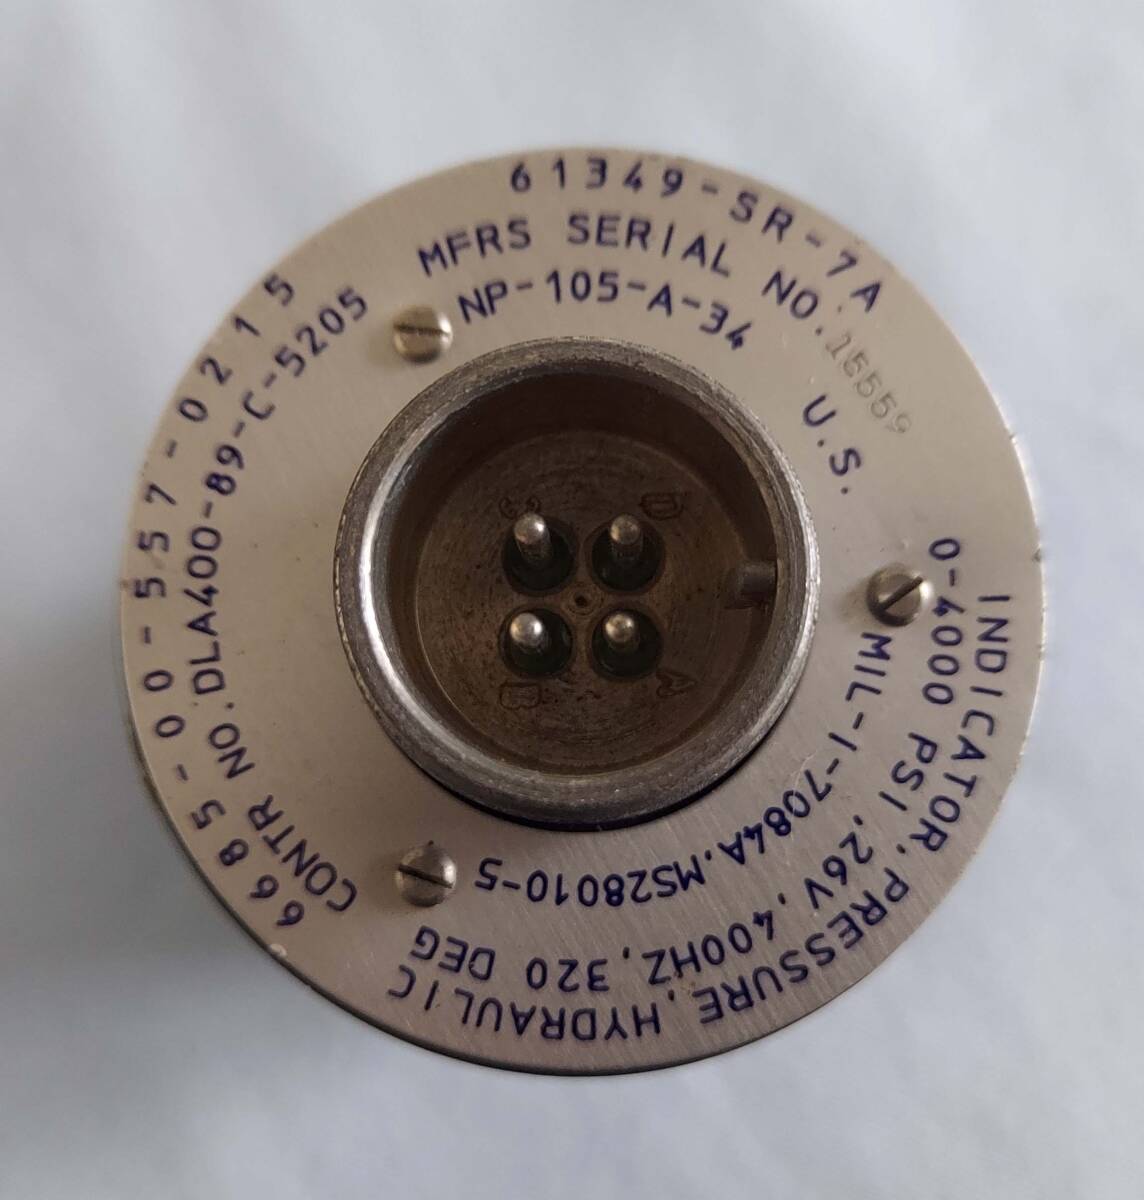 61349-SR-7A
MFRS SERIAL NO. 15559
NP-105-A-34
U.S.
INDICATOR, PRESSURE, HYDRAULIC
0-4000 PSI, 26V, 400HZ, 320 DEG
MIL-I-7084A, MS28010-5
6685-00-557-0215
CONTR NO. DLA400-89-C-5205
D
B
A